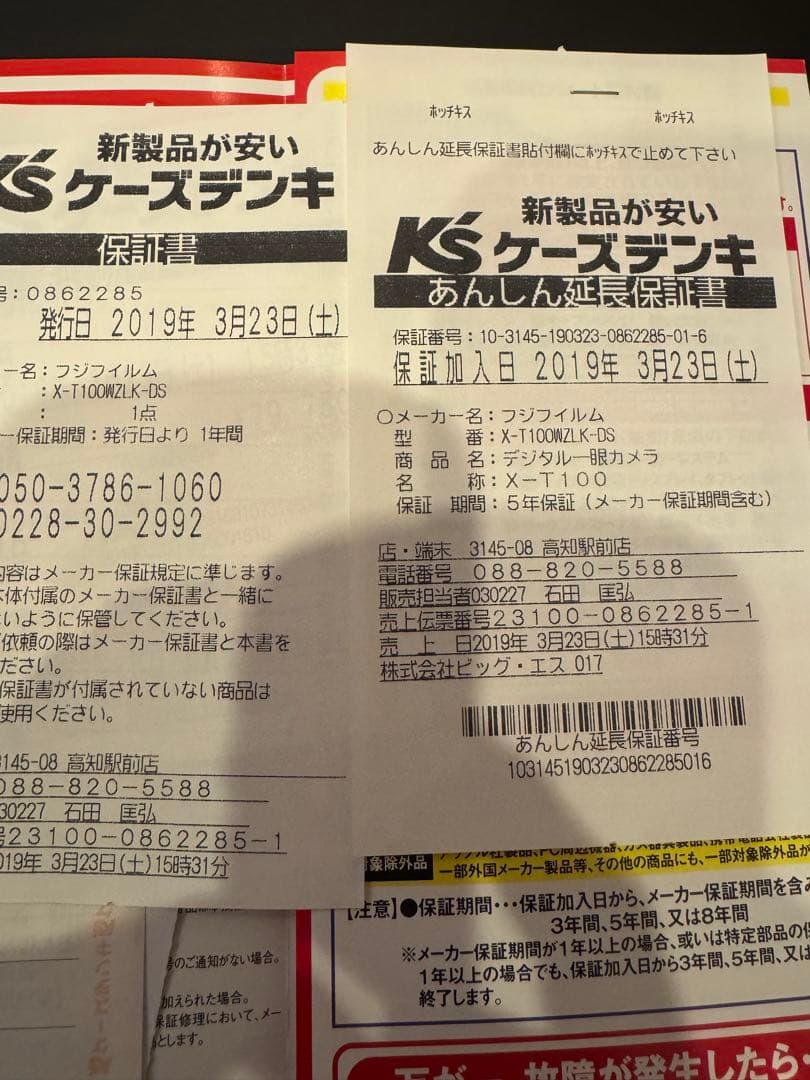 新製品が安い
K'sケーズデンキ
保証書
号:0862285
発行日 2019年 3月23日(土)
ー名:フジフイルム
:X-T100WZLK-DS
: 1点
ー保証期間:発行日より 1年間
050-3786-1060
0228-30-2992
内容はメーカー保証規定に準じます。
体付属のメーカー保証書と一緒に
いように保管してください。
依頼の際はメーカー保証書と本書を
ださい。
保証書が付属されていない商品は
使用ください。
3145-08 高知駅前店
088-820-5588
030227 石田 匡弘
号23100-0862285-1
2019年 3月23日(土)15時31分
ホッチキス ホッチキス
あんしん延長保証書貼付欄にホッチキスで止めて下さい
新製品が安い
K'sケーズデンキ
あんしん延長保証書
保証番号:10-3145-190323-0862285-01-6
保証加入日 2019年 3月23日(土)
○メーカー名:フジフイルム
型 番:X-T100WZLK-DS
商 品 名:デジタル一眼カメラ
名 称:X-T100
保証 期間:5年保証(メーカー保証期間含む)
店・端末 3145-08 高知駅前店
電話番号 088-820-5588
販売担当者030227 石田 匡弘
売上伝票番号23100-0862285-1
売 上 日2019年 3月23日(土)15時31分
株式会社ビッグ・エス 017
あんしん延長保証番号
1031451903230862285016
対象除外品
一部外国メーカー製品等、その他の商品にも、一部対象除外品が
【注意】●保証期間・・・保証加入日から、メーカー保証期間を含み
3年間、5年間、又は8年間
※メーカー保証期間が1年以上の場合、或いは特定部品の保
1年以上の場合でも、保証加入日から3年間、5年間、又は
終了します。
号のご通知がない場合。
加えられた場合。
保証修理において、メー
とします。
故障が発生したら